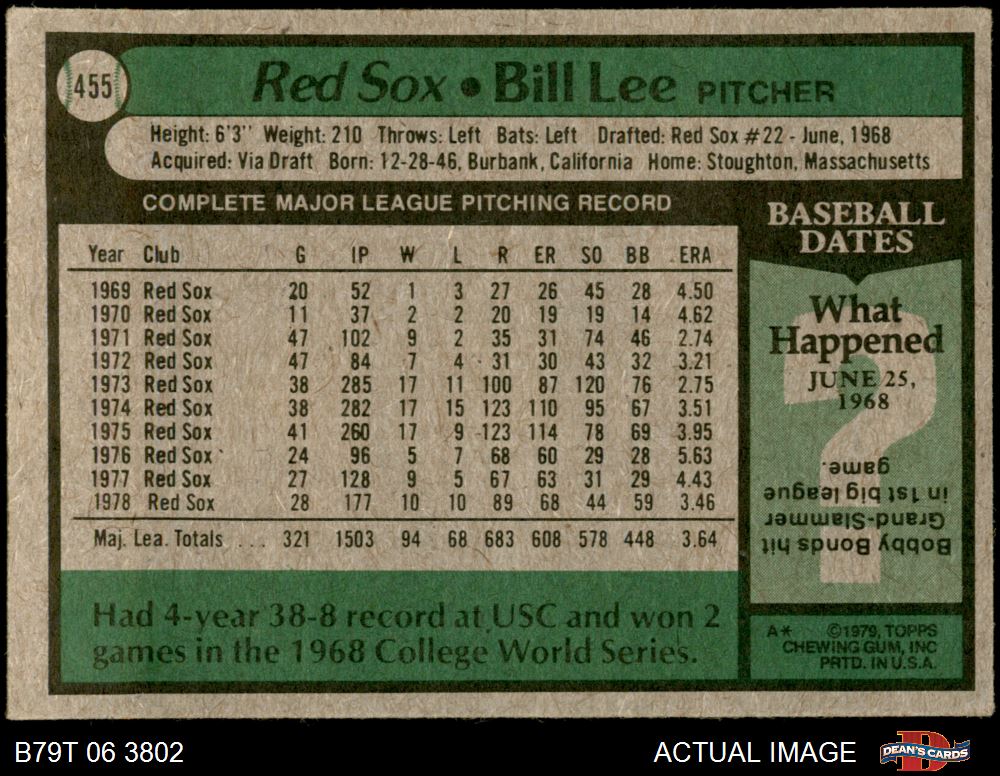 455
Red Sox • Bill Lee PITCHER
Height: 6'3" Weight: 210 Throws: Left Bats: Left Drafted: Red Sox #22 - June, 1968
Acquired: Via Draft Born: 12-28-46, Burbank, California Home: Stoughton, Massachusetts
COMPLETE MAJOR LEAGUE PITCHING RECORD
Year Club G IP W L R ER SO BB ERA
1969 Red Sox 20 52 1 3 27 26 45 28 4.50
1970 Red Sox 11 37 2 2 20 19 19 14 4.62
1971 Red Sox 47 102 9 2 35 31 74 46 2.74
1972 Red Sox 47 84 7 4 31 30 43 32 3.21
1973 Red Sox 38 285 17 11 100 87 120 76 2.75
1974 Red Sox 38 282 17 15 123 110 95 67 3.51
1975 Red Sox 41 260 17 9 123 114 78 69 3.95
1976 Red Sox 24 96 5 7 68 60 29 28 5.63
1977 Red Sox 27 128 9 5 67 63 31 29 4.43
1978 Red Sox 28 177 10 10 89 68 44 59 3.46
Maj. Lea. Totals ... 321 1503 94 68 683 608 578 448 3.64
Had 4-year 38-8 record at USC and won 2
games in the 1968 College World Series.
BASEBALL
DATES
What
Happened
JUNE 25,
1968
?
Bobby Bonds hit
Grand-Slammer
in 1st big league
game.
A* ©1979, TOPPS
CHEWING GUM, INC
PRTD. IN U.S.A.
B79T 06 3802
ACTUAL IMAGE
DEAN'S CARDS